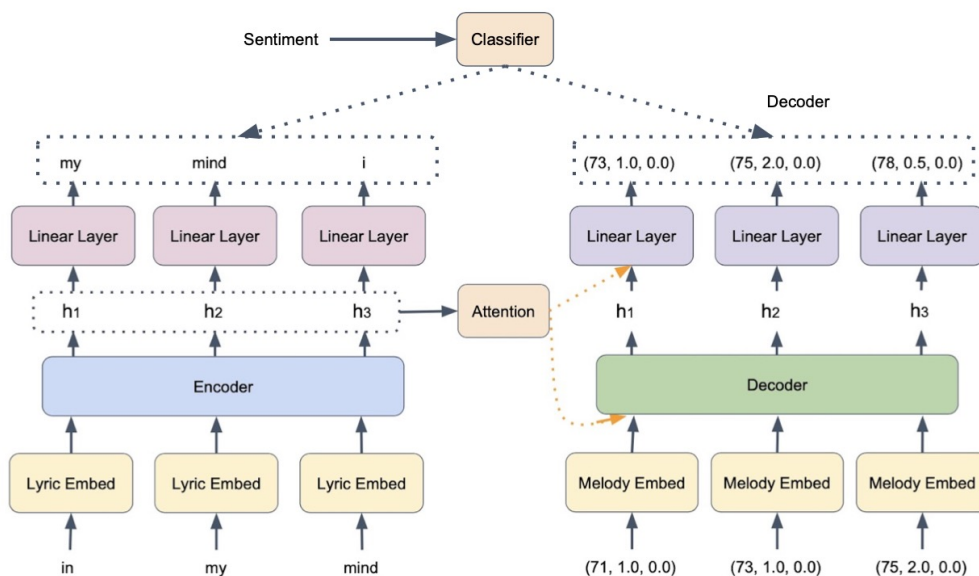 Sentiment
Classifier
Decoder
my mind i
(73, 1.0, 0.0) (75, 2.0, 0.0) (78, 0.5, 0.0)
Linear Layer Linear Layer Linear Layer
Linear Layer Linear Layer Linear Layer
h1 h2 h3
Attention
h1 h2 h3
Encoder
Decoder
Lyric Embed Lyric Embed Lyric Embed
Melody Embed Melody Embed Melody Embed
in my mind
(71, 1.0, 0.0) (73, 1.0, 0.0) (75, 2.0, 0.0)